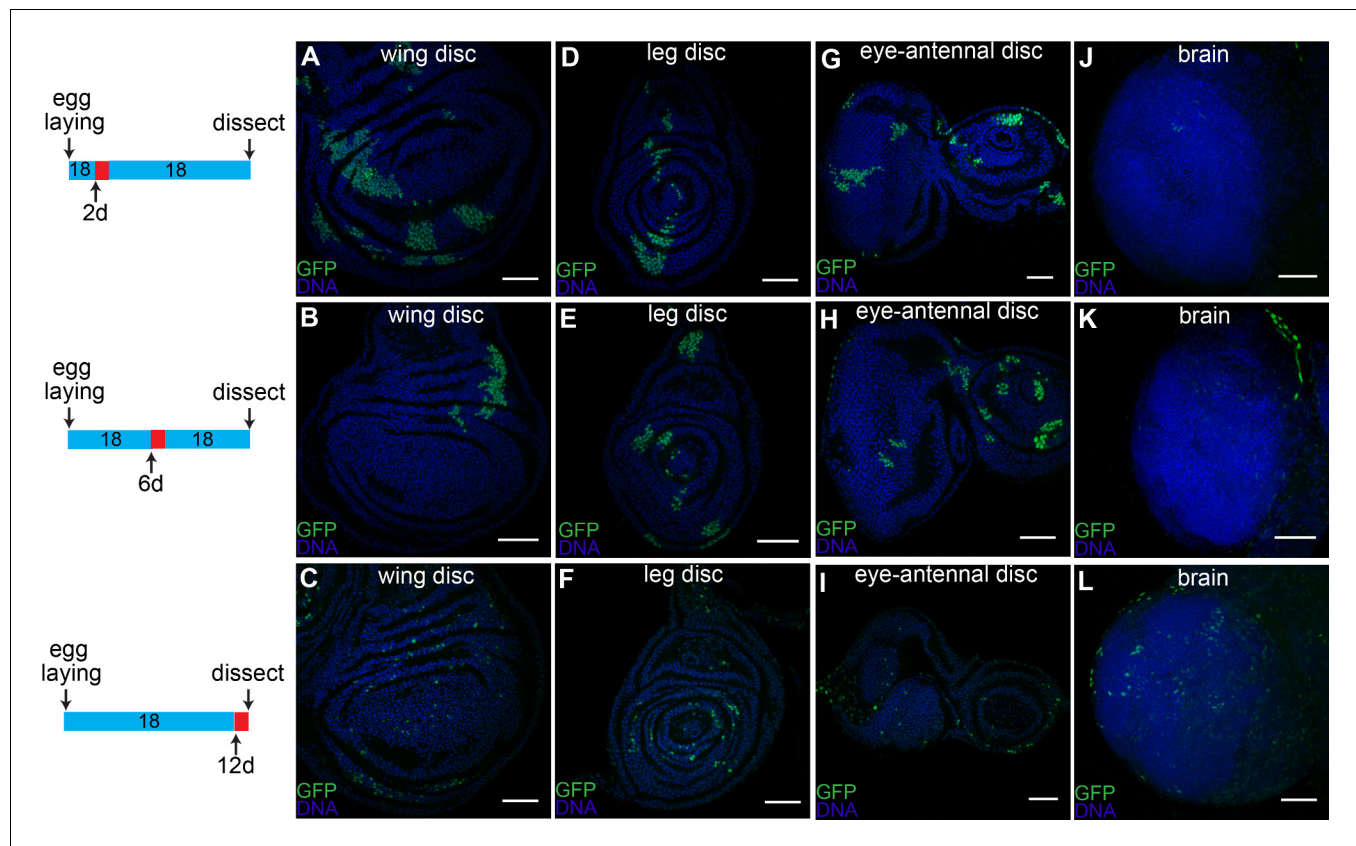 egg
laying
dissect
18
18
2d
A
wing disc
GFP
DNA
D
leg disc
GFP
DNA
G
eye-antennal disc
GFP
DNA
J
brain
GFP
DNA
egg
laying
dissect
18
18
6d
B
wing disc
GFP
DNA
E
leg disc
GFP
DNA
H
eye-antennal disc
GFP
DNA
K
brain
GFP
DNA
egg
laying
dissect
18
12d
C
wing disc
GFP
DNA
F
leg disc
GFP
DNA
I
eye-antennal disc
GFP
DNA
L
brain
GFP
DNA